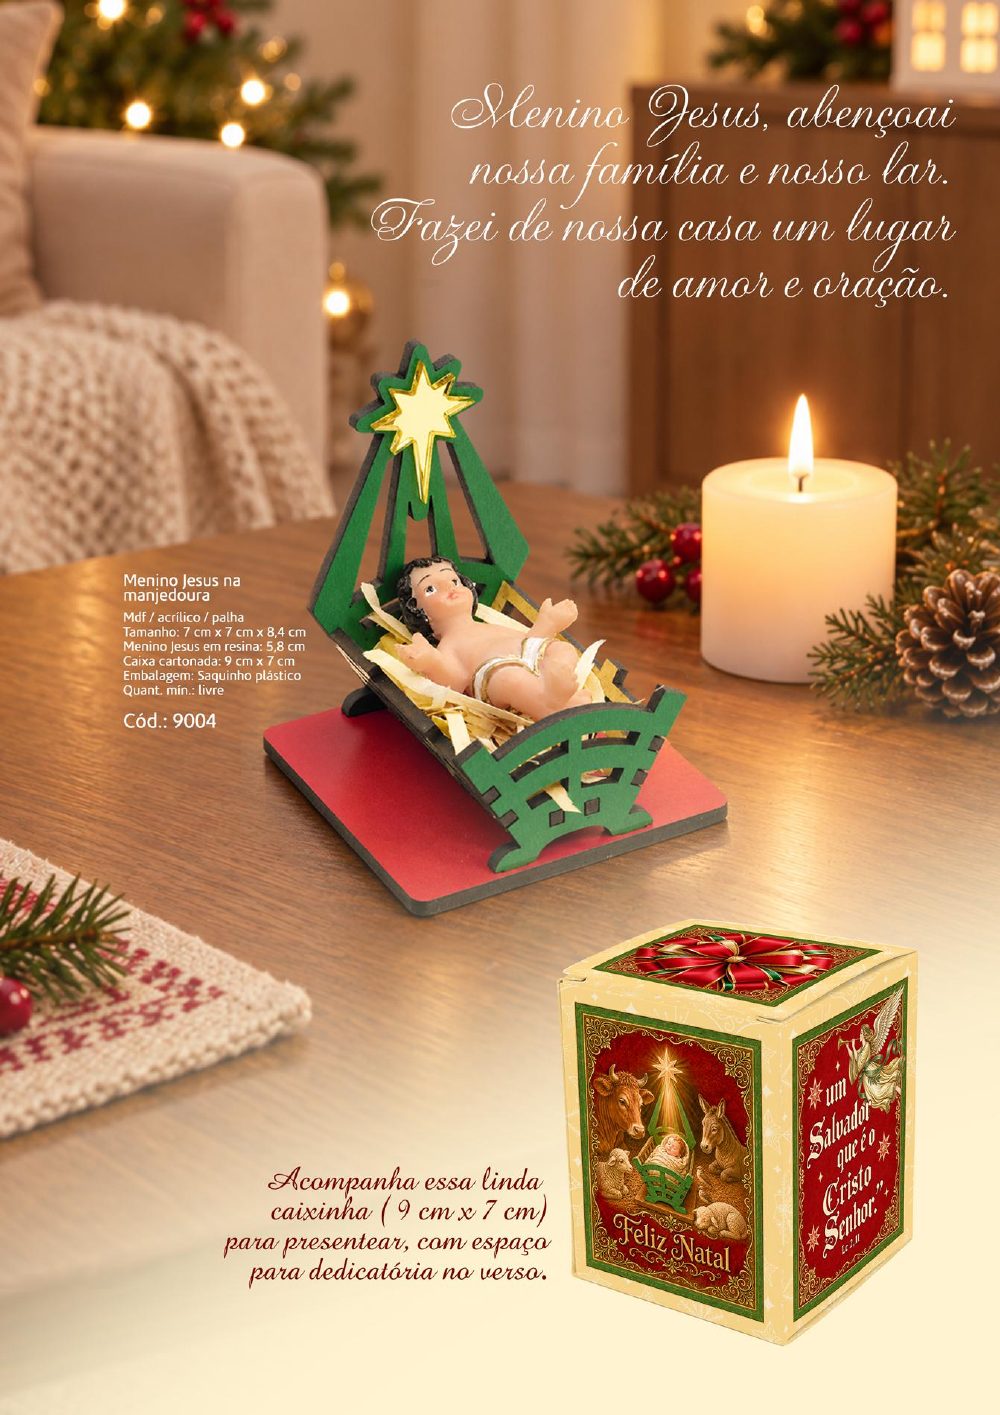 Menino Jesus, abençoai
nossa família e nosso lar.
Fazei de nossa casa um lugar
de amor e oração.
Menino Jesus na
manjedoura
Mdf / acrílico / palha
Tamanho: 7 cm x 7 cm x 8,4 cm
Menino Jesus em resina: 5,8 cm
Caixa cartonada: 9 cm x 7 cm
Embalagem: Saquinho plástico
Quant. mín.: livre
Cód.: 9004
Acompanha essa linda
caixinha ( 9 cm x 7 cm)
para presentear, com espaço
para dedicatória no verso.
Feliz Natal
um
Salvador
que é o
Cristo
Senhor.”
Lc 2,11